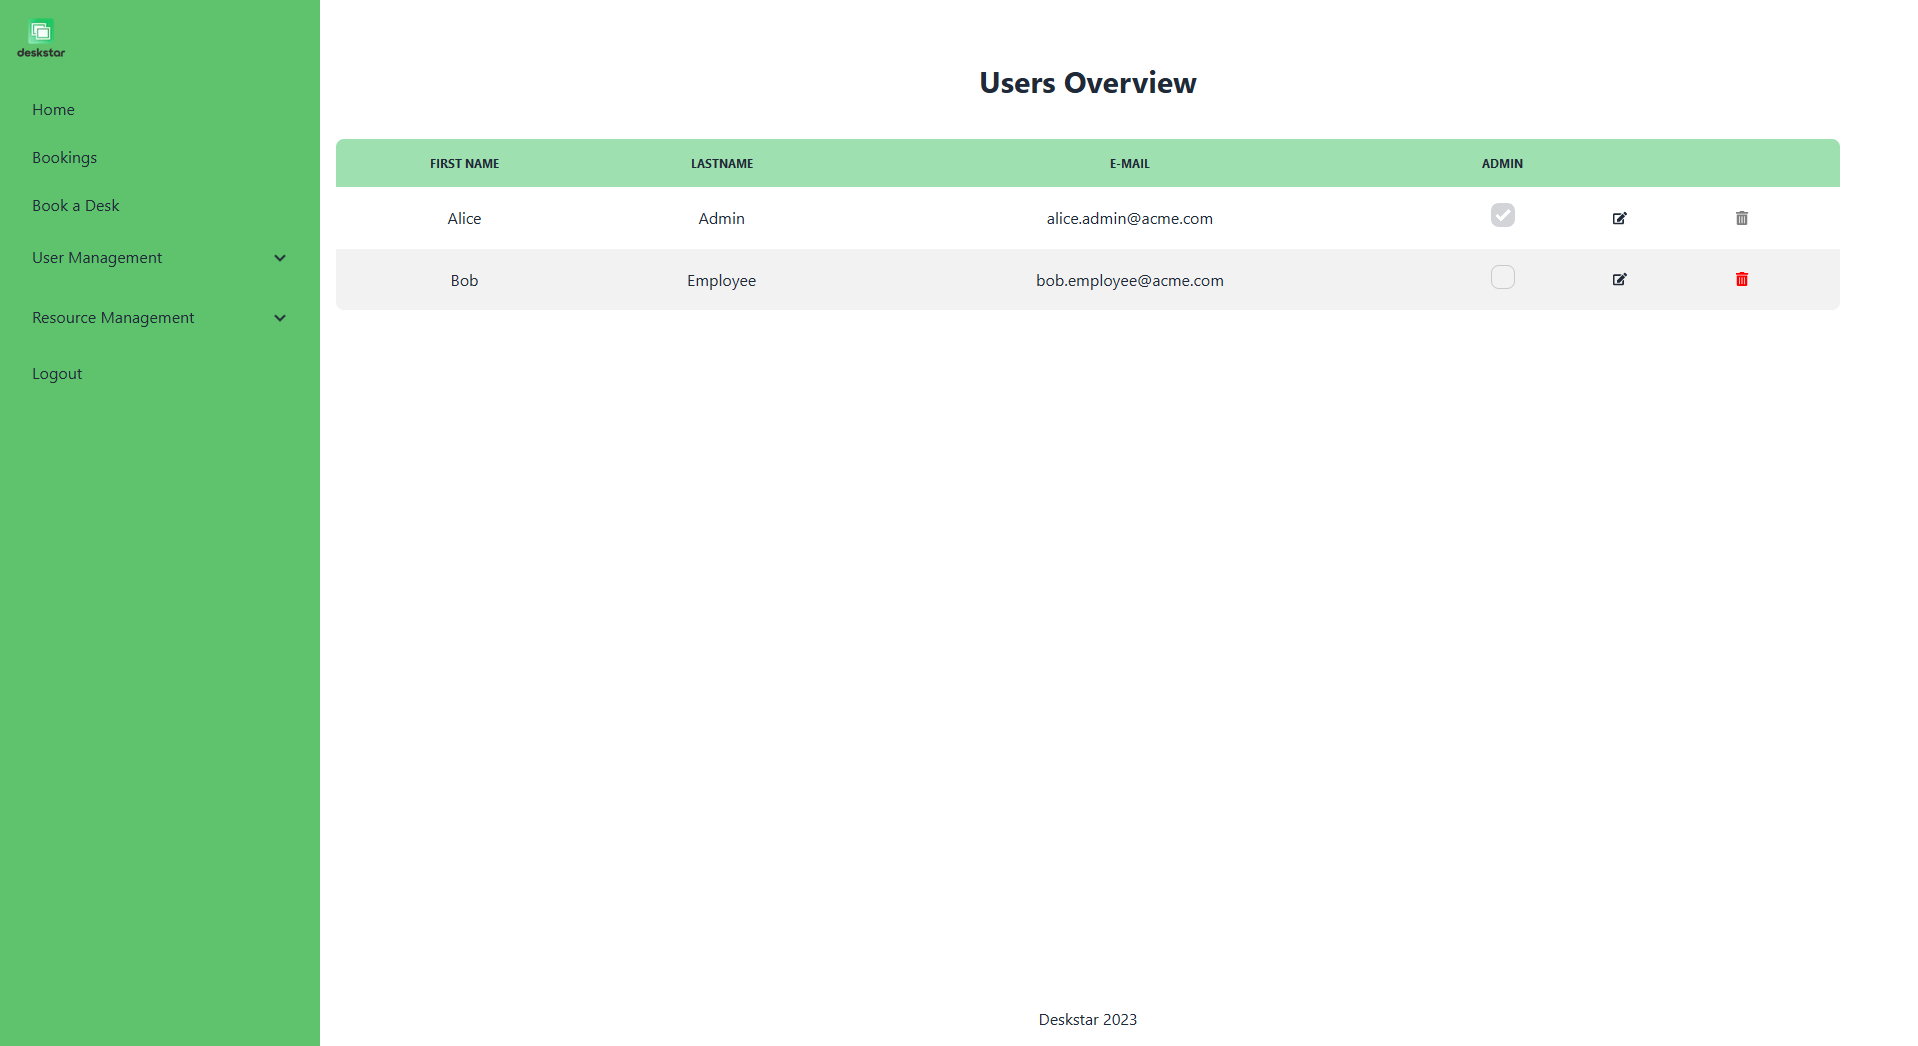 deskstar
Home
Bookings
Book a Desk
User Management
Resource Management
Logout
Users Overview
FIRST NAME LASTNAME E-MAIL ADMIN
Alice Admin alice.admin@acme.com
Bob Employee bob.employee@acme.com
Deskstar 2023